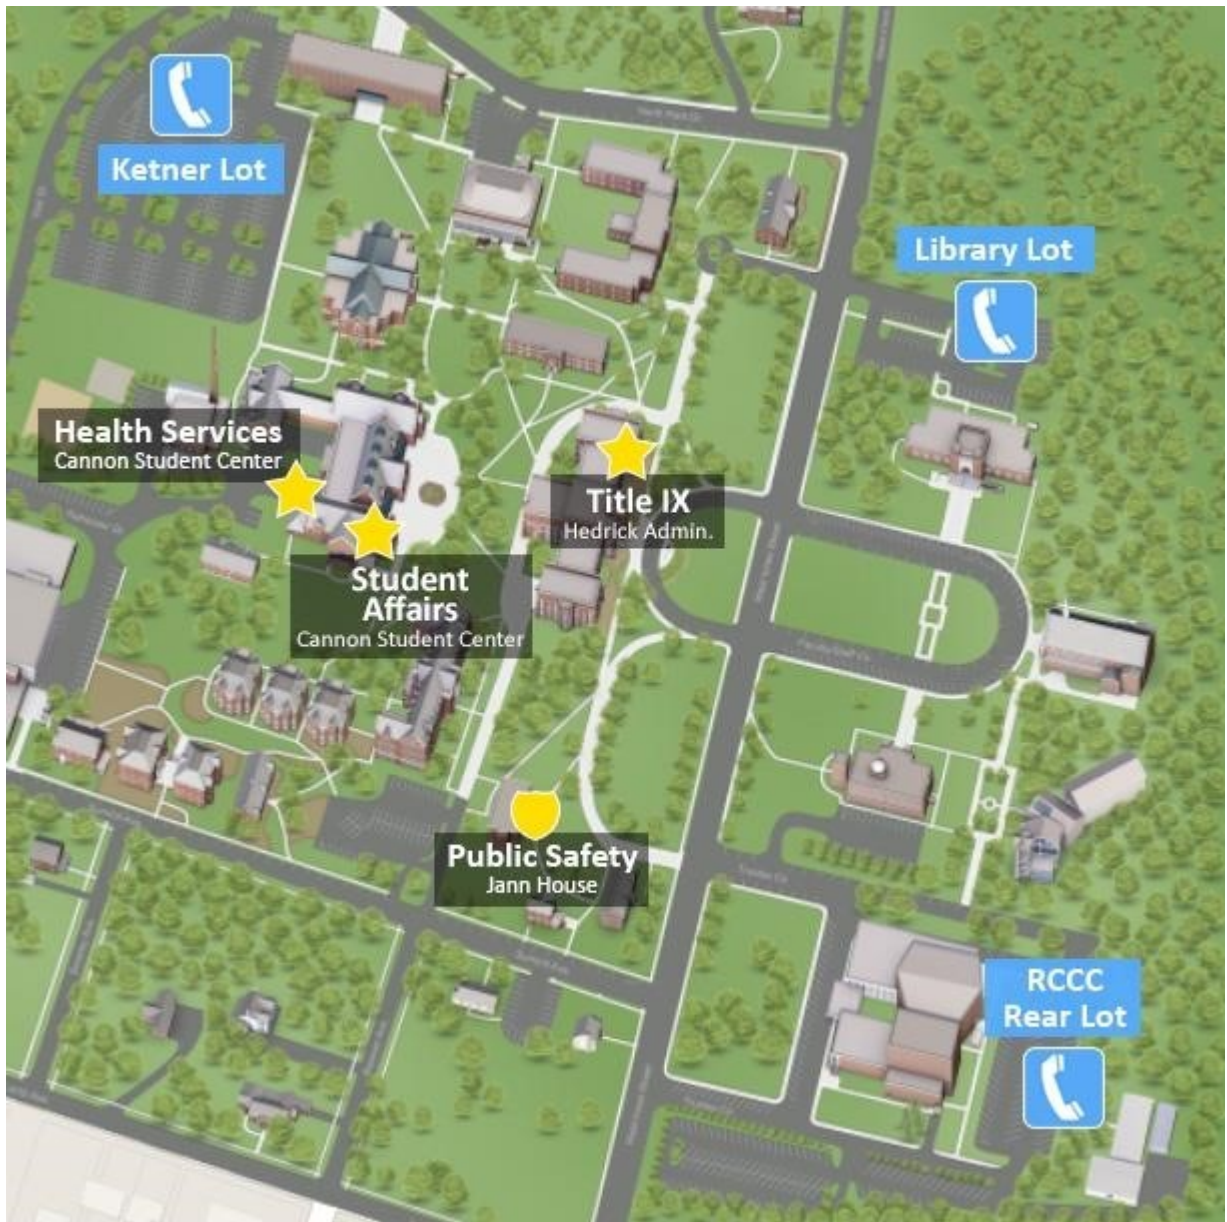 Ketner Lot
Library Lot
Health Services
Cannon Student Center
Title IX
Hedrick Admin.
Student
Affairs
Cannon Student Center
Public Safety
Jann House
RCCC
Rear Lot